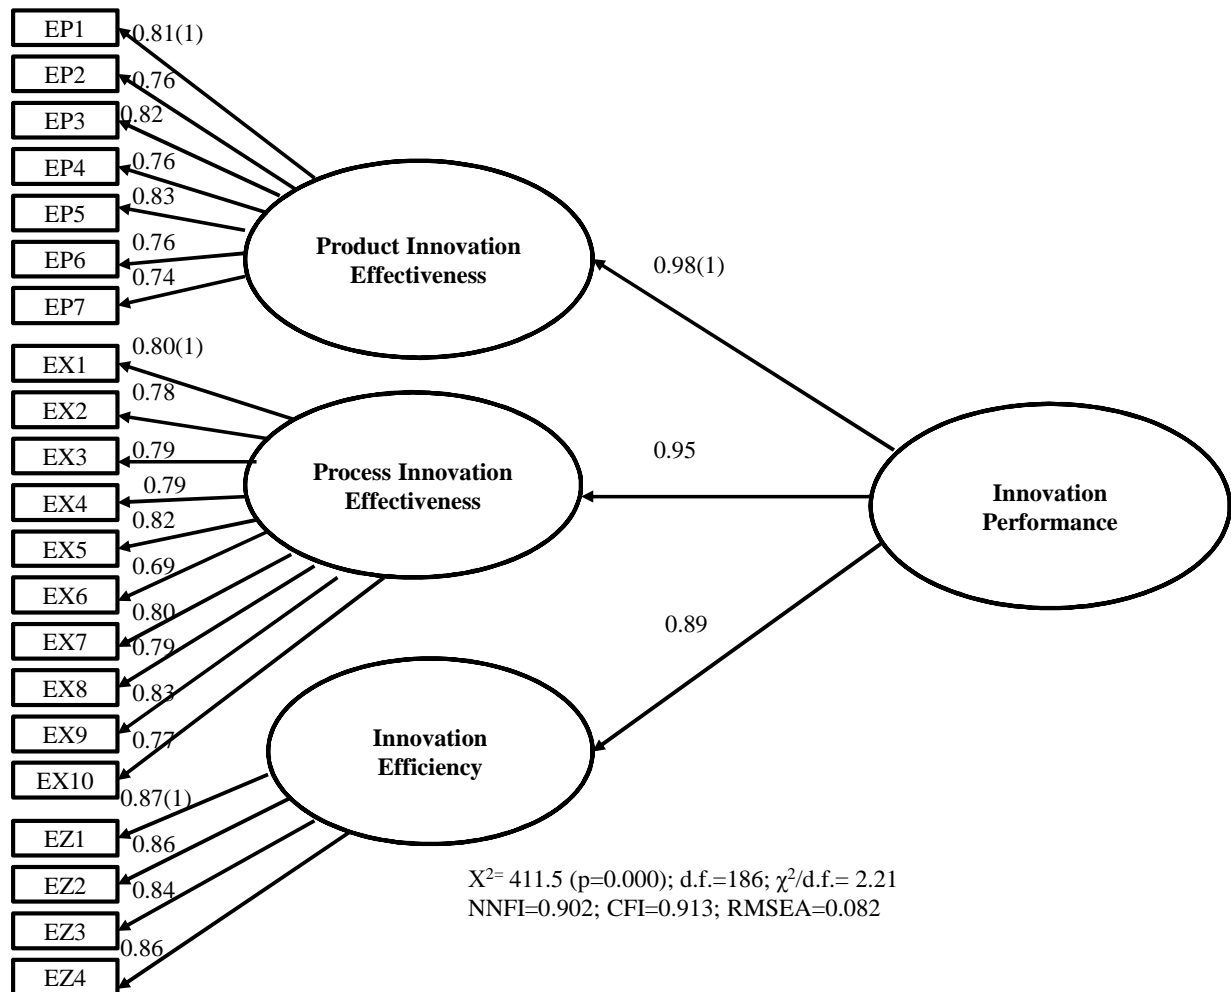 EP1
0.81(1)
EP2
0.76
EP3
0.82
EP4
0.76
EP5
0.83
EP6
0.76
EP7
0.74
Product Innovation
Effectiveness
0.98(1)
EX1
0.80(1)
EX2
0.78
EX3
0.79
EX4
0.79
EX5
0.82
EX6
0.69
EX7
0.80
EX8
0.79
EX9
0.83
EX10
0.77
Process Innovation
Effectiveness
0.95
Innovation
Performance
EZ1
0.87(1)
EZ2
0.86
EZ3
0.84
EZ4
0.86
Innovation
Efficiency
0.89
X²⁼ 411.5 (p=0.000); d.f.=186; χ²/d.f.= 2.21
NNFI=0.902; CFI=0.913; RMSEA=0.082